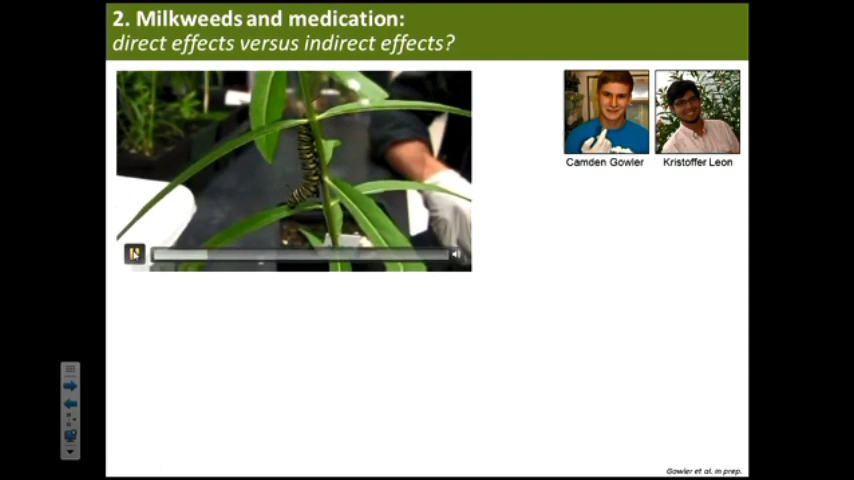 2. Milkweeds and medication:
direct effects versus indirect effects?
Camden Gowler
Kristoffer Leon
Gowler et al. in prep.